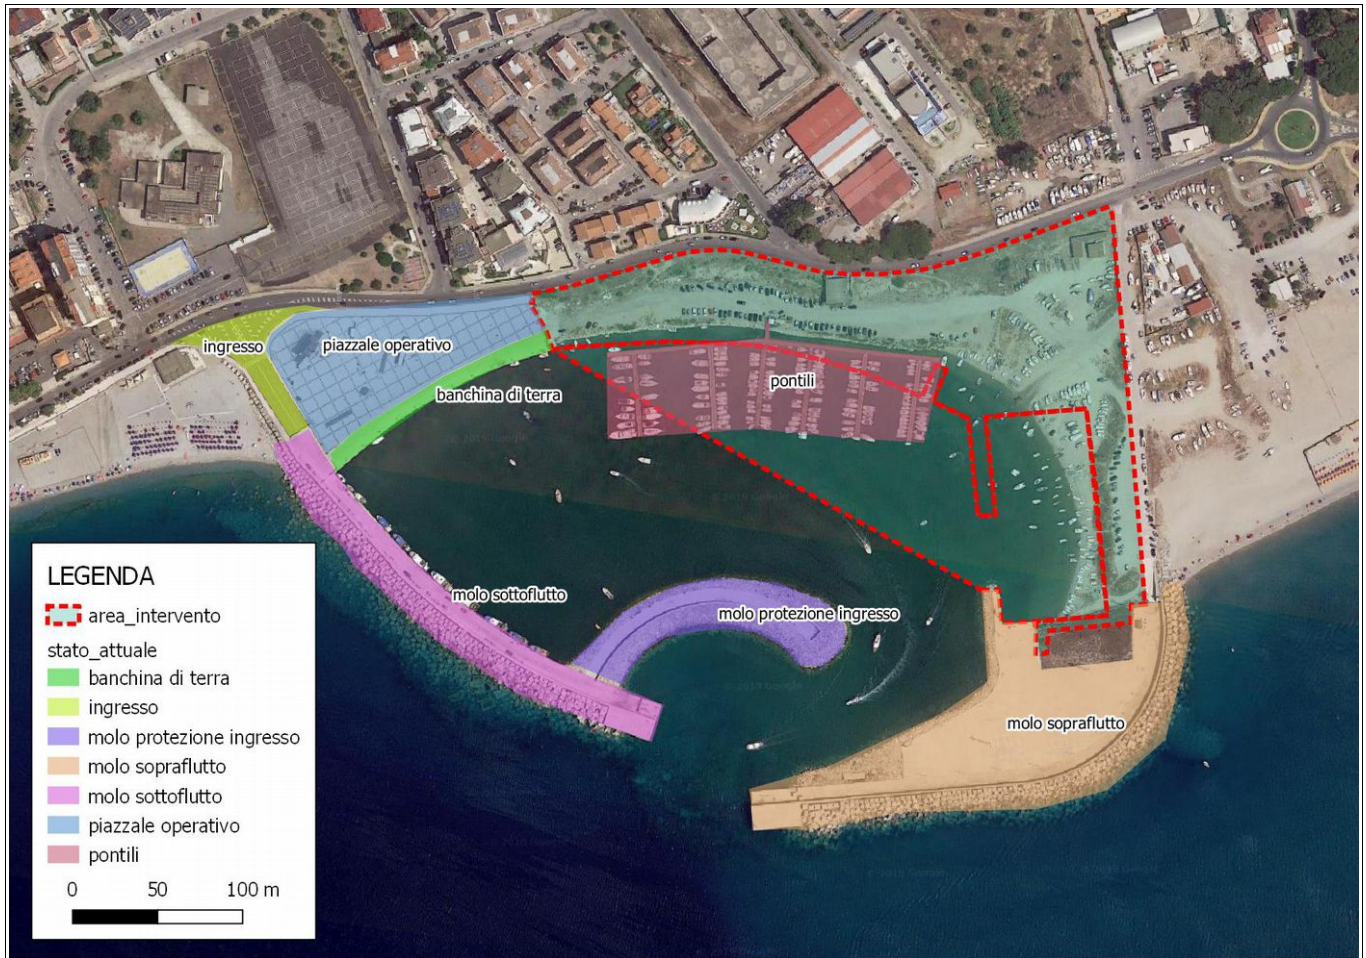 ingresso
piazzale operativo
banchina di terra
pontili
molo sottoflutto
molo protezione ingresso
molo sopraflutto
LEGENDA
area_intervento
stato_attuale
banchina di terra
ingresso
molo protezione ingresso
molo sopraflutto
molo sottoflutto
piazzale operativo
pontili
0 50 100 m